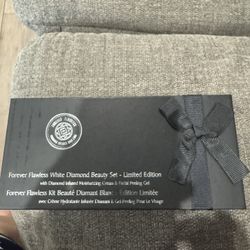 Forever Flawless White Diamond Beauty Set - Limited Edition
with Diamond Infused Moisturizing Cream & Facial Peeling Gel
Forever Flawless Kit Beauté Diamant Blanc - Édition Limitée
avec Crème Hydratante Infusée Diamant & Gel Peeling Pour Le Visage